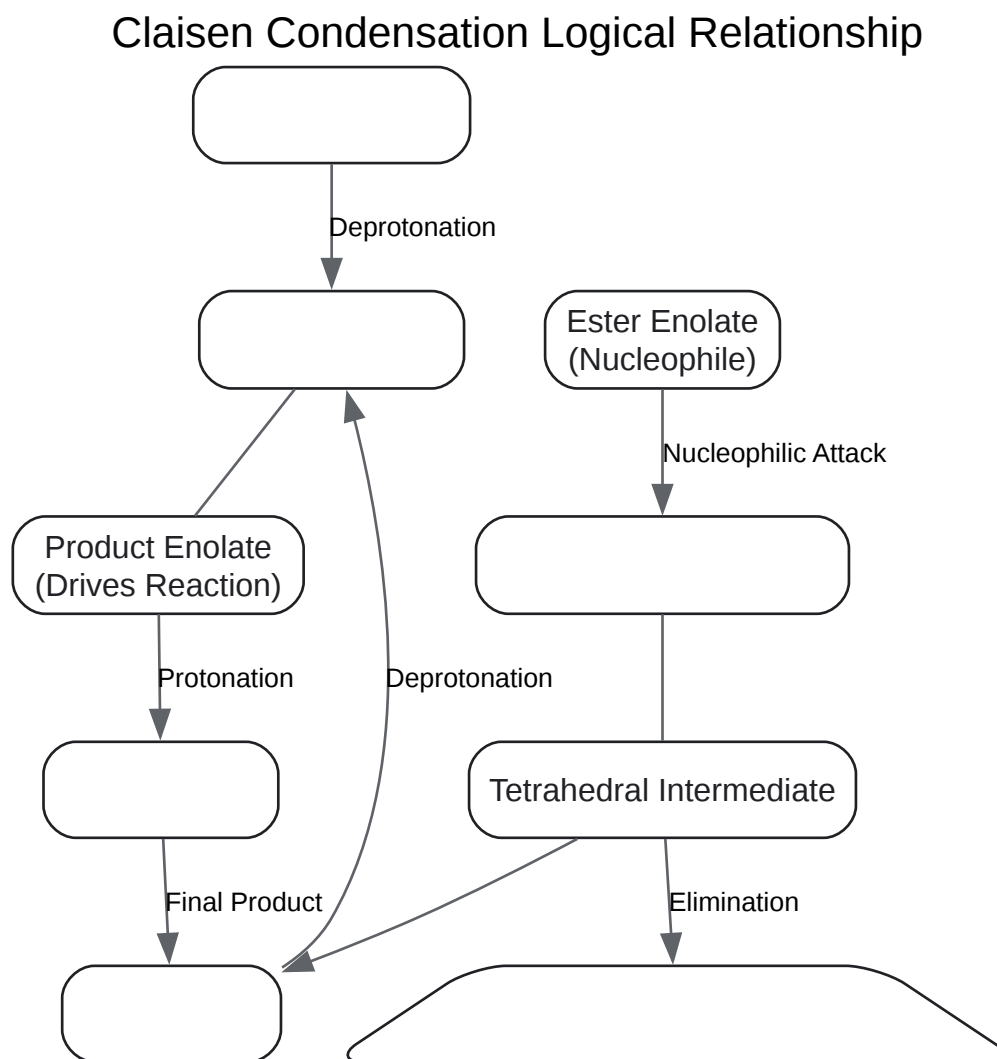 Claisen Condensation Logical Relationship
Deprotonation
Ester Enolate
(Nucleophile)
Nucleophilic Attack
Product Enolate
(Drives Reaction)
Protonation
Deprotonation
Tetrahedral Intermediate
Final Product
Elimination